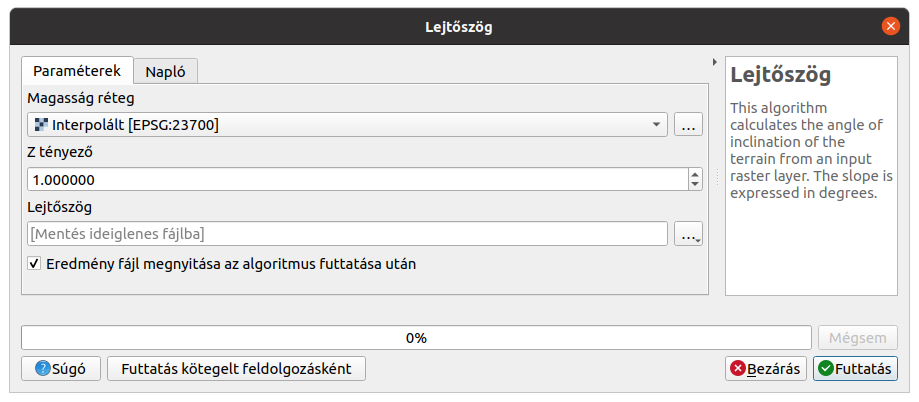 Lejtőszög
Paraméterek
Napló
Magasság réteg
Interpolált [EPSG:23700]
...
Z tényező
1.000000
Lejtőszög
[Mentés ideiglenes fájlba]
...
Eredmény fájl megnyitása az algoritmus futtatása után
Lejtőszög
This algorithm
calculates the angle of
inclination of the
terrain from an input
raster layer. The slope is
expressed in degrees.
0%
Mégsem
Súgó
Futtatás kötegelt feldolgozásként
Bezárás
Futtatás